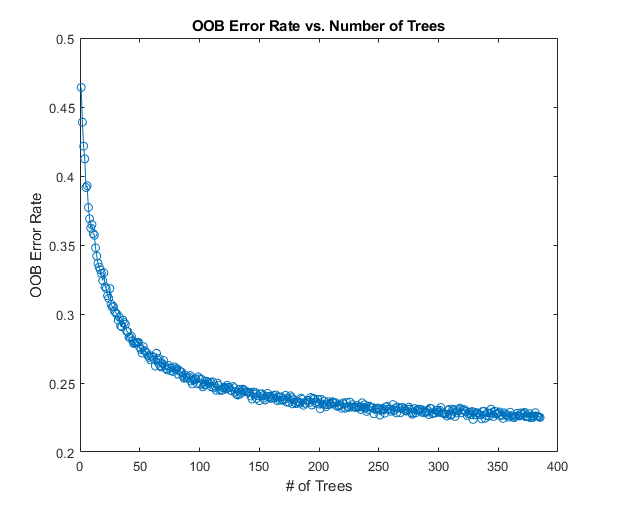 OOB Error Rate vs. Number of Trees
0.5
0.45
0.4
0.35
0.3
0.25
0.2
OOB Error Rate
0 50 100 150 200 250 300 350 400
# of Trees